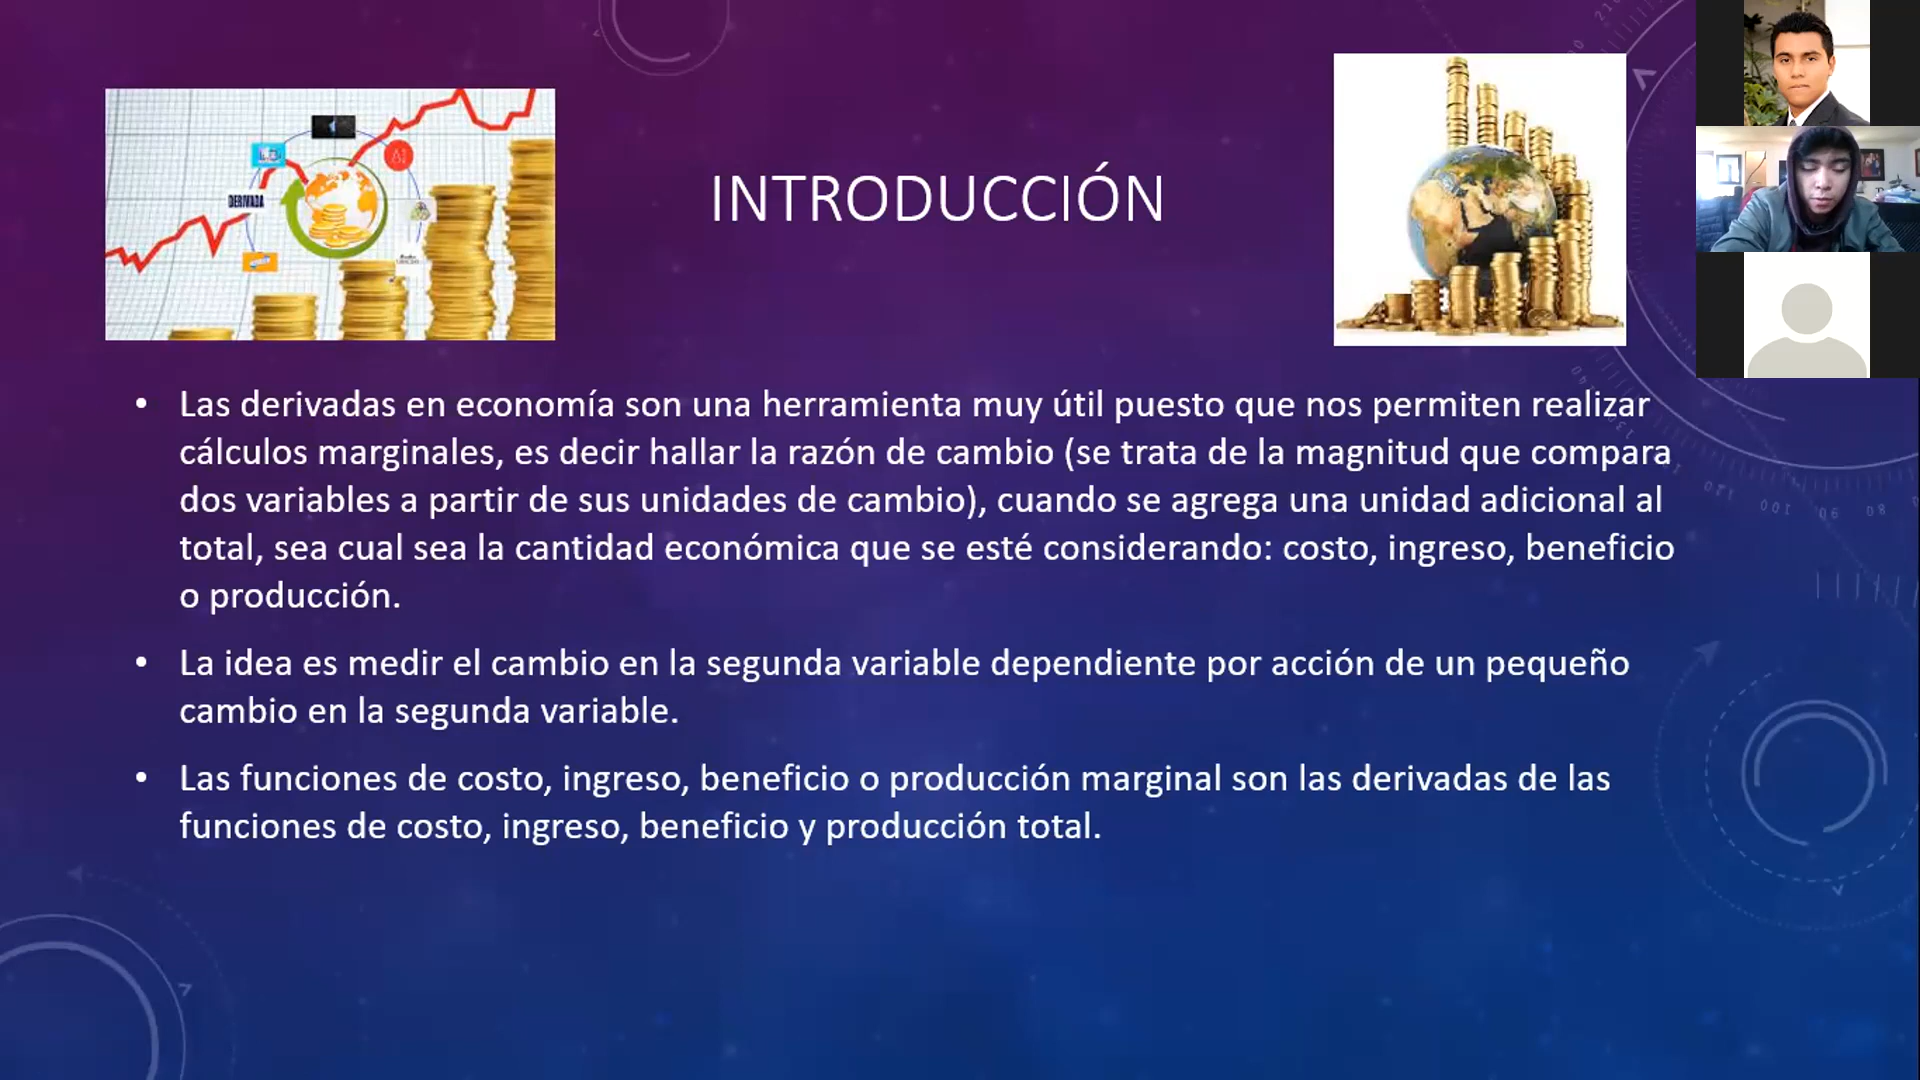 INTRODUCCIÓN
DERIVADA
• Las derivadas en economía son una herramienta muy útil puesto que nos permiten realizar
cálculos marginales, es decir hallar la razón de cambio (se trata de la magnitud que compara
dos variables a partir de sus unidades de cambio), cuando se agrega una unidad adicional al
total, sea cual sea la cantidad económica que se esté considerando: costo, ingreso, beneficio
o producción.
• La idea es medir el cambio en la segunda variable dependiente por acción de un pequeño
cambio en la segunda variable.
• Las funciones de costo, ingreso, beneficio o producción marginal son las derivadas de las
funciones de costo, ingreso, beneficio y producción total.